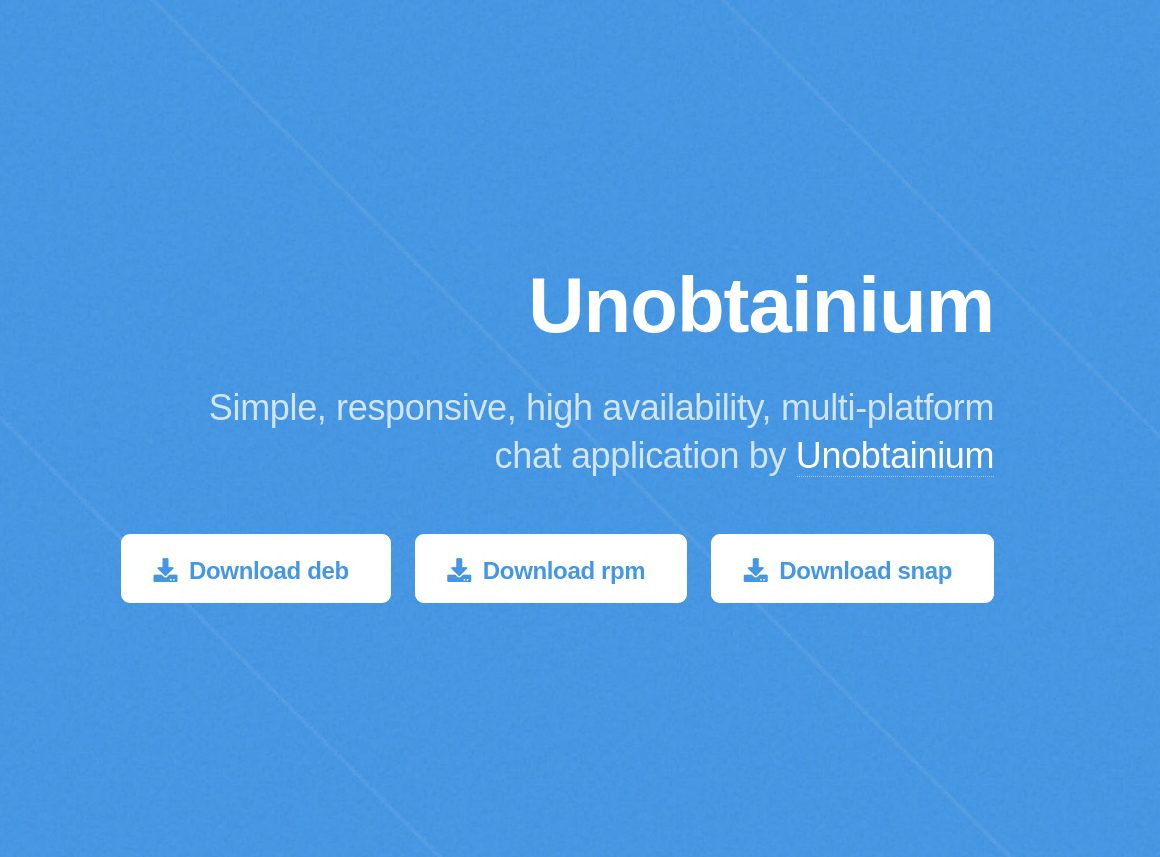 Unobtainium
Simple, responsive, high availability, multi-platform
chat application by Unobtainium
Download deb
Download rpm
Download snap